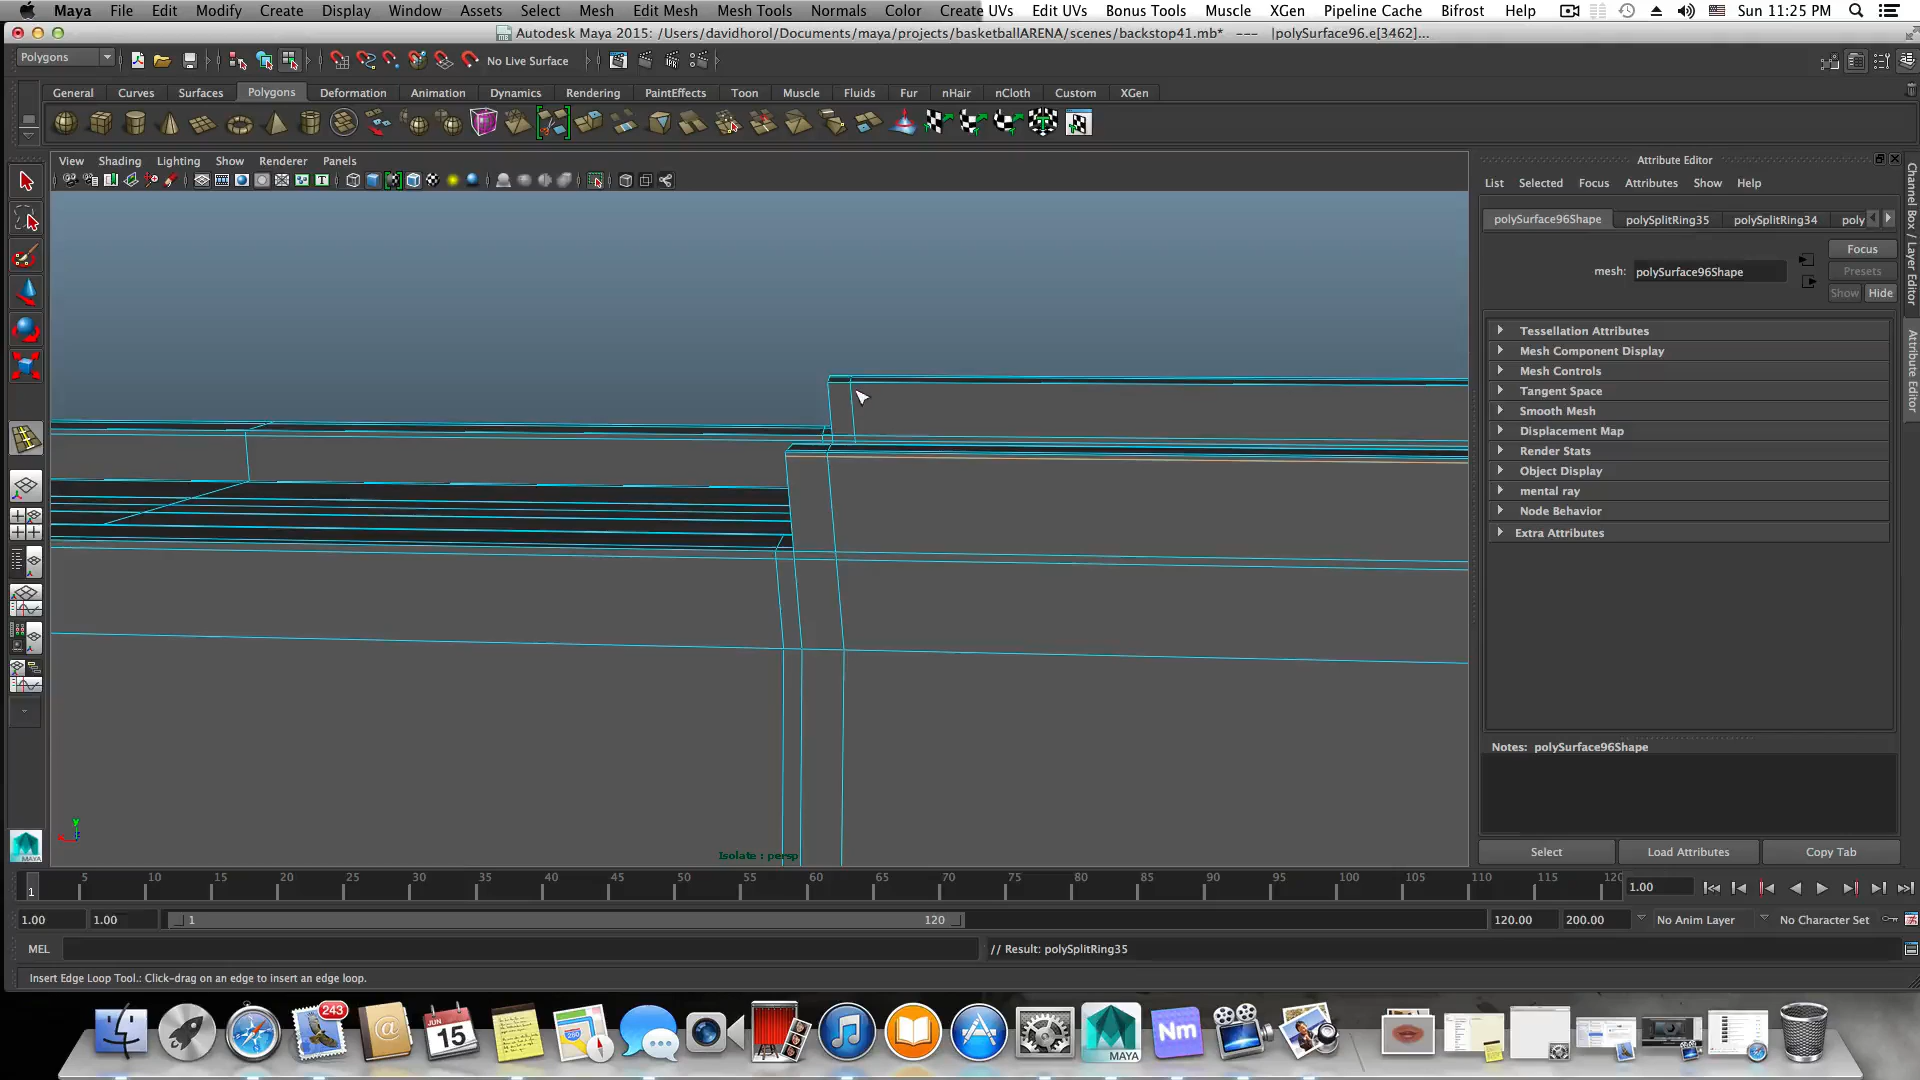 Maya File Edit Modify Create Display Window Assets Select Mesh Edit Mesh Mesh Tools Normals Color Create UVs Edit UVs Bonus Tools Muscle XGen Pipeline Cache Bifrost Help Sun 11:25 PM
Autodesk Maya 2015: /Users/davidhorol/Documents/maya/projects/basketballARENA/scenes/backstop41.mb* --- |polySurface96.e[3462]...
Polygons No Live Surface
General Curves Surfaces Polygons Deformation Animation Dynamics Rendering PaintEffects Toon Muscle Fluids Fur nHair nCloth Custom XGen
View Shading Lighting Show Renderer Panels
Attribute Editor
List Selected Focus Attributes Show Help
polySurface96Shape polySplitRing35 polySplitRing34 poly
Focus
mesh: polySurface96Shape Presets
Show Hide
Tessellation Attributes
Mesh Component Display
Mesh Controls
Tangent Space
Smooth Mesh
Displacement Map
Render Stats
Object Display
mental ray
Node Behavior
Extra Attributes
Notes: polySurface96Shape
Select Load Attributes Copy Tab
Channel Box / Layer Editor
Attribute Editor
y
x
Isolate : persp
MAYA
1 5 10 15 20 25 30 35 40 45 50 55 60 65 70 75 80 85 90 95 100 105 110 115 120 1.00
1.00 1.00 1 120 120.00 200.00 No Anim Layer No Character Set
MEL // Result: polySplitRing35
Insert Edge Loop Tool.: Click-drag on an edge to insert an edge loop.
243
JUN
15
280
Nm
MAYA